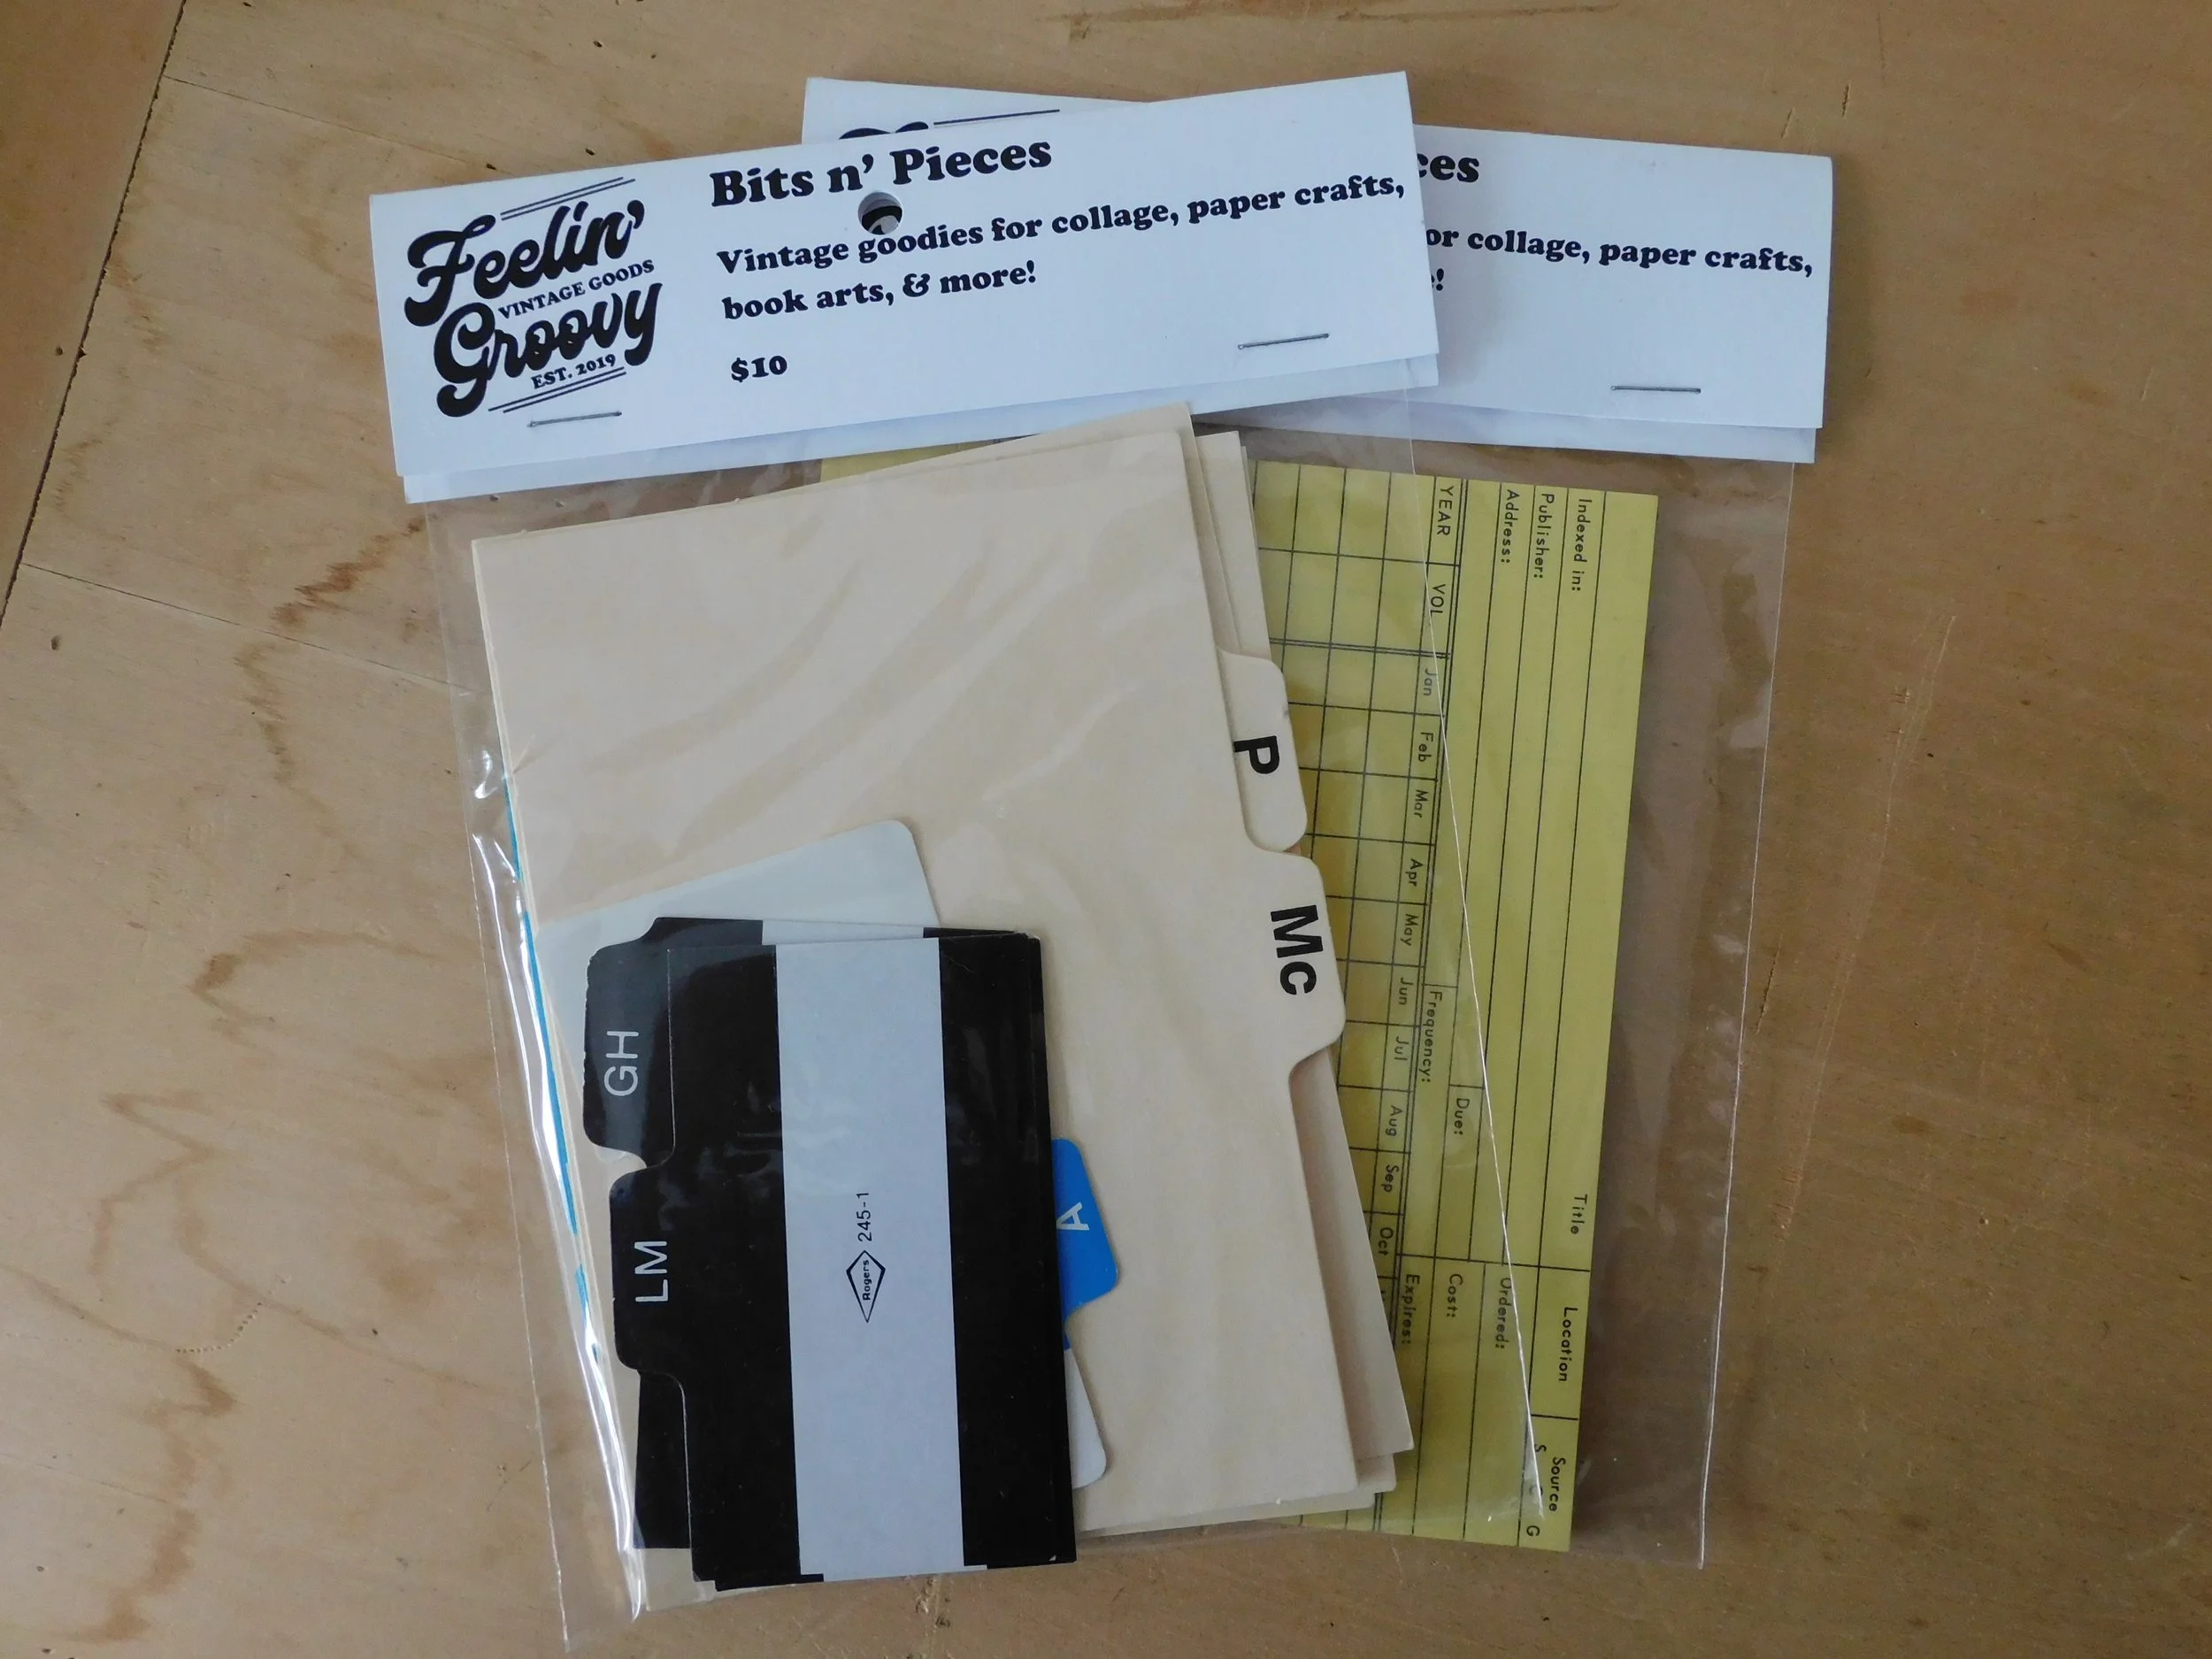 Feelin'
VINTAGE GOODS
Groovy
EST. 2019
Bits n' Pieces
Vintage goodies for collage, paper crafts,
book arts, & more!
$10
ces
or collage, paper crafts,
!
P
Mc
GH
LM
A
Rogers 245-1
Title Location Source
Indexed in:
S G
Publisher:
Address: Ordered:
Due: Cost:
Frequency: Expires:
YEAR VOL Jan Feb Mar Apr May Jun Jul Aug Sep Oct